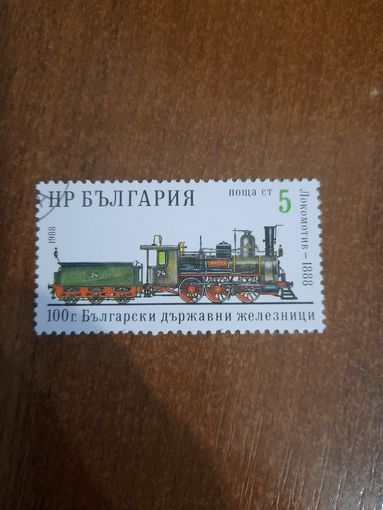 НР БЪЛГАРИЯ
поща ст 5
1988
Локомотив – 1888
24
24
100 г. Български държавни железници